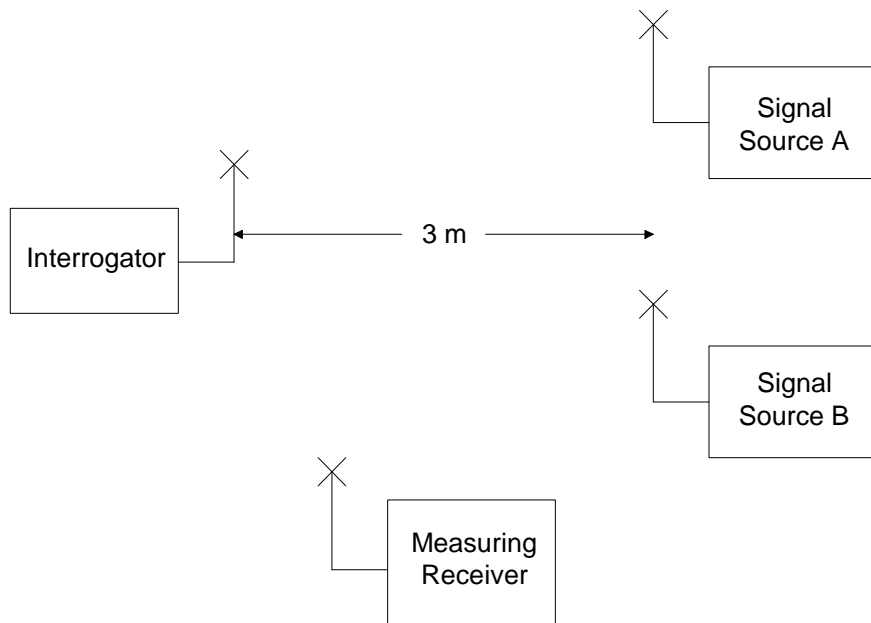 Signal
Source A
Interrogator
3 m
Signal
Source B
Measuring
Receiver